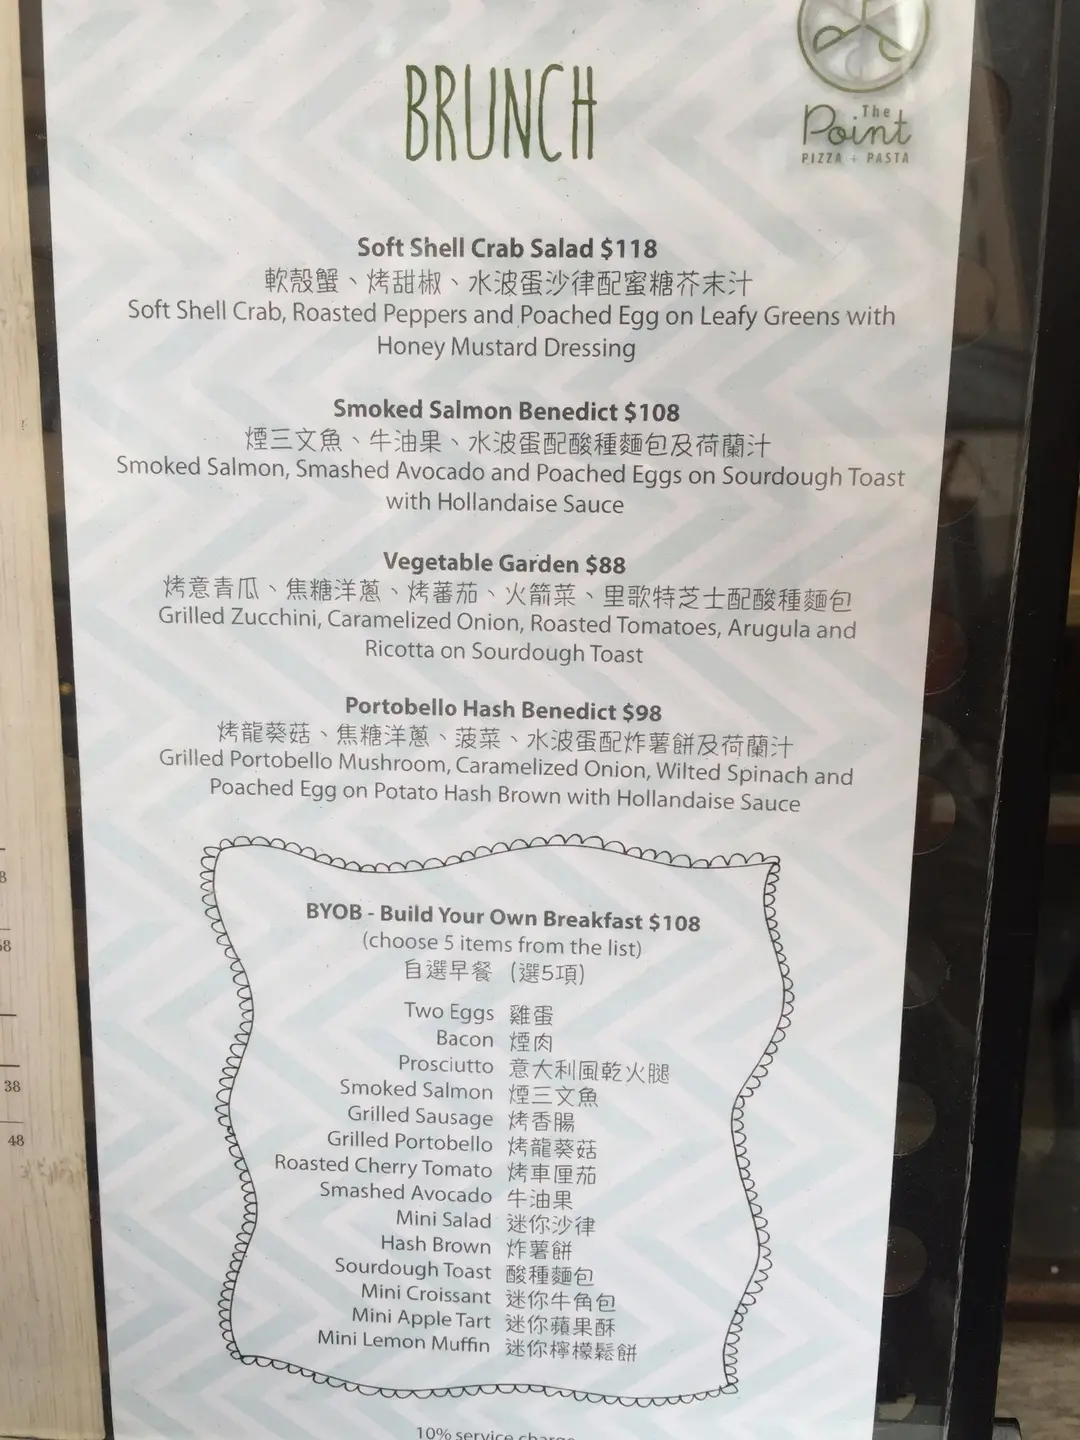 BRUNCH
The
Point
PIZZA + PASTA
Soft Shell Crab Salad $118
軟殼蟹、烤甜椒、水波蛋沙律配蜜糖芥末汁
Soft Shell Crab, Roasted Peppers and Poached Egg on Leafy Greens with
Honey Mustard Dressing
Smoked Salmon Benedict $108
煙三文魚、牛油果、水波蛋配酸種麵包及荷蘭汁
Smoked Salmon, Smashed Avocado and Poached Eggs on Sourdough Toast
with Hollandaise Sauce
Vegetable Garden $88
烤意青瓜、焦糖洋蔥、烤蕃茄、火箭菜、里歌特芝士配酸種麵包
Grilled Zucchini, Caramelized Onion, Roasted Tomatoes, Arugula and
Ricotta on Sourdough Toast
Portobello Hash Benedict $98
烤龍葵菇、焦糖洋蔥、菠菜、水波蛋配炸薯餅及荷蘭汁
Grilled Portobello Mushroom, Caramelized Onion, Wilted Spinach and
Poached Egg on Potato Hash Brown with Hollandaise Sauce
BYOB - Build Your Own Breakfast $108
(choose 5 items from the list)
自選早餐 (選5項)
Two Eggs 雞蛋
Bacon 煙肉
Prosciutto 意大利風乾火腿
Smoked Salmon 煙三文魚
Grilled Sausage 烤香腸
Grilled Portobello 烤龍葵菇
Roasted Cherry Tomato 烤車厘茄
Smashed Avocado 牛油果
Mini Salad 迷你沙律
Hash Brown 炸薯餅
Sourdough Toast 酸種麵包
Mini Croissant 迷你牛角包
Mini Apple Tart 迷你蘋果酥
Mini Lemon Muffin 迷你檸檬鬆餅
10% service charge
38
48